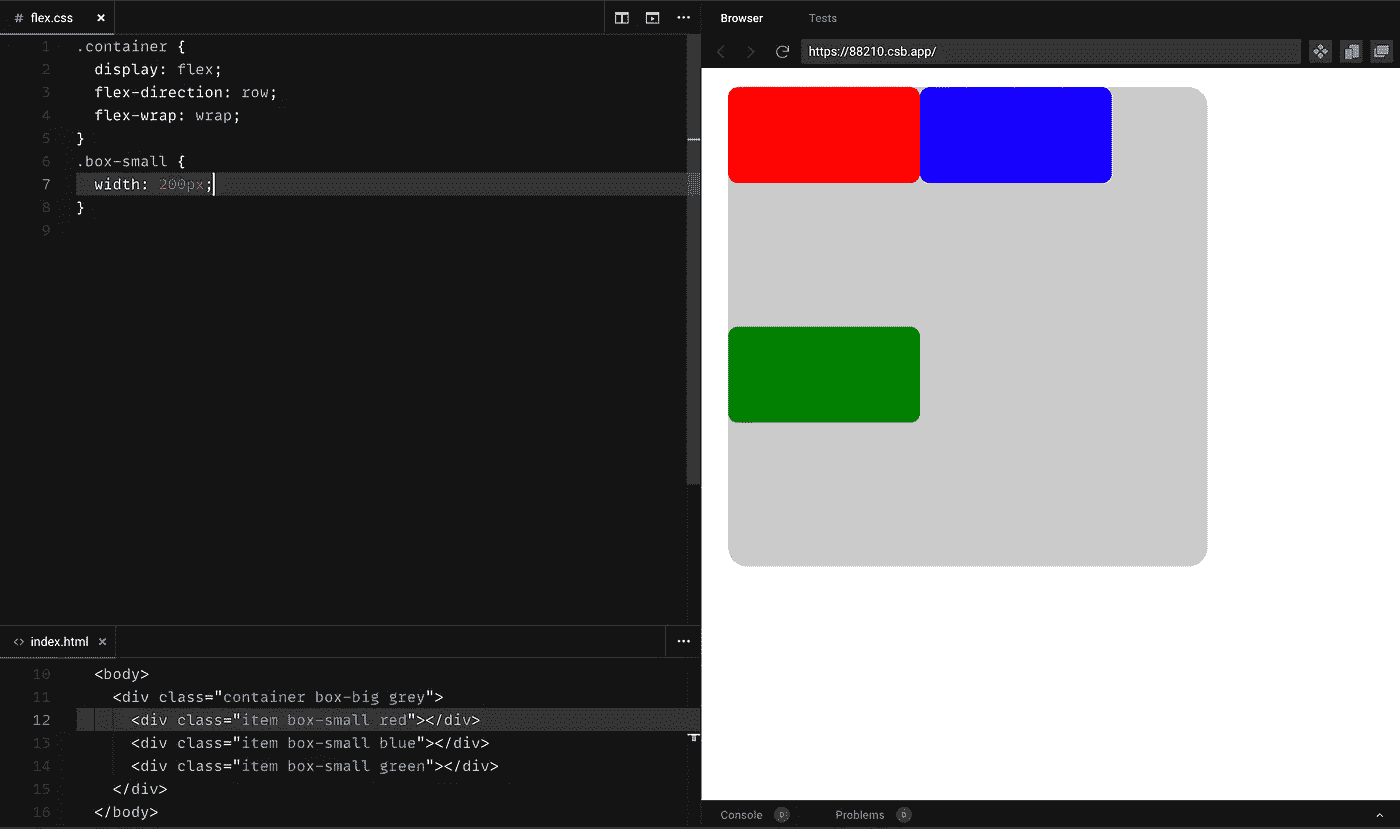 # flex.css ×
1 .container {
2 display: flex;
3 flex-direction: row;
4 flex-wrap: wrap;
5 }
6 .box-small {
7 width: 200px;
8 }
9
<> index.html ×
10 <body>
11 <div class="container box-big grey">
12 <div class="item box-small red"></div>
13 <div class="item box-small blue"></div>
14 <div class="item box-small green"></div>
15 </div>
16 </body>
Browser Tests
https://88210.csb.app/
Console 0 Problems 0